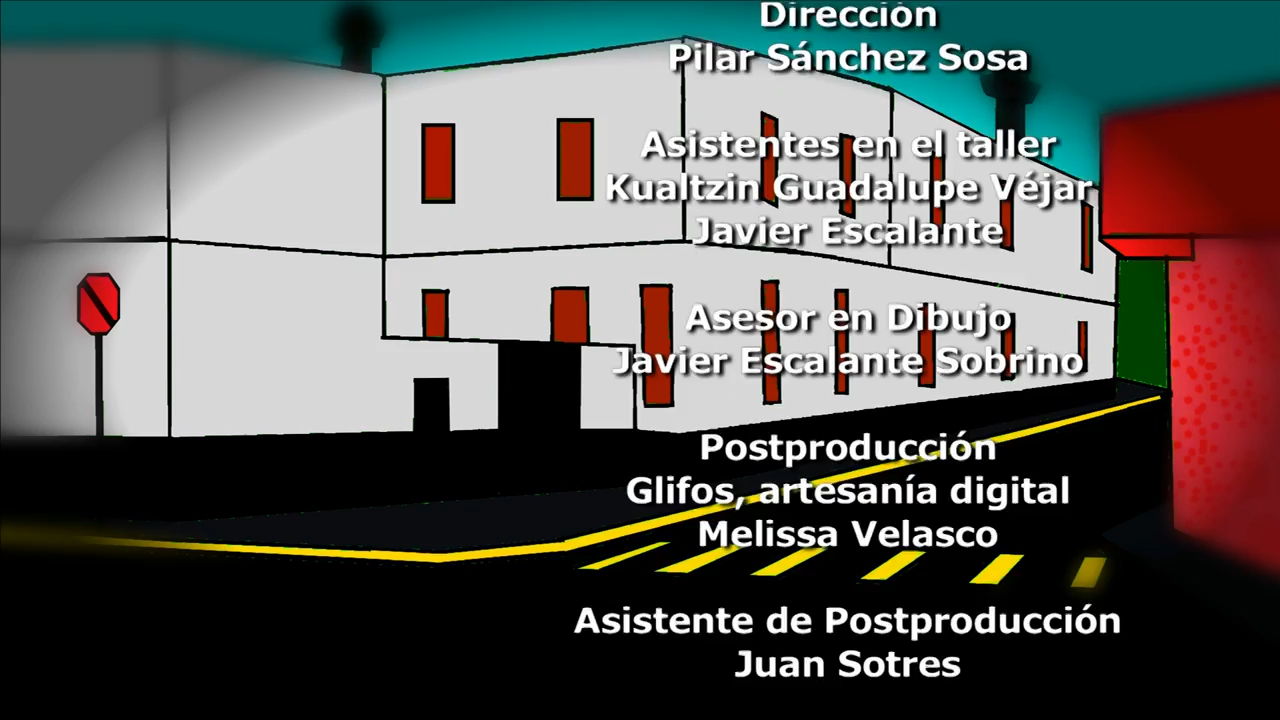 Dirección
Pilar Sánchez Sosa
Asistentes en el taller
Kualtzin Guadalupe Véjar
Javier Escalante
Asesor en Dibujo
Javier Escalante Sobrino
Postproducción
Glifos, artesanía digital
Melissa Velasco
Asistente de Postproducción
Juan Sotres